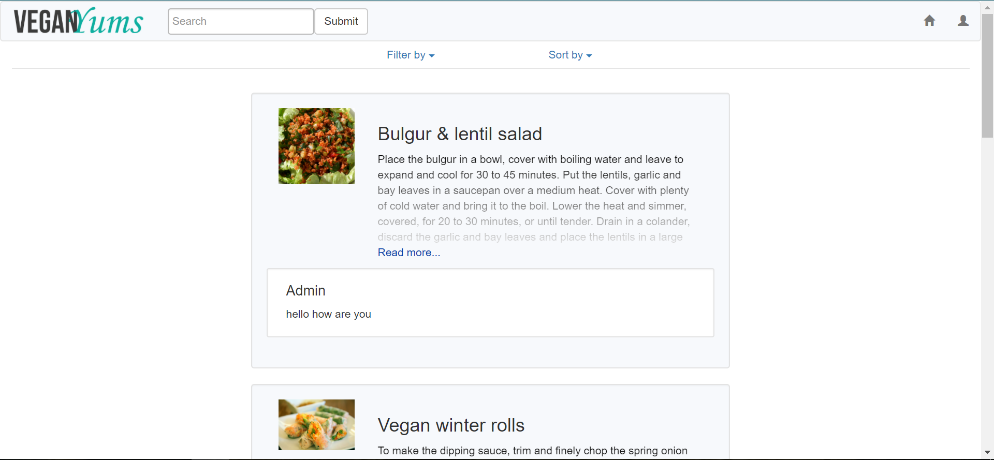 VEGANYums
Search
Submit
Filter by
Sort by
Bulgur & lentil salad
Place the bulgur in a bowl, cover with boiling water and leave to
expand and cool for 30 to 45 minutes. Put the lentils, garlic and
bay leaves in a saucepan over a medium heat. Cover with plenty
of cold water and bring it to the boil. Lower the heat and simmer,
covered, for 20 to 30 minutes, or until tender. Drain in a colander,
discard the garlic and bay leaves and place the lentils in a large
Read more...
Admin
hello how are you
Vegan winter rolls
To make the dipping sauce, trim and finely chop the spring onion